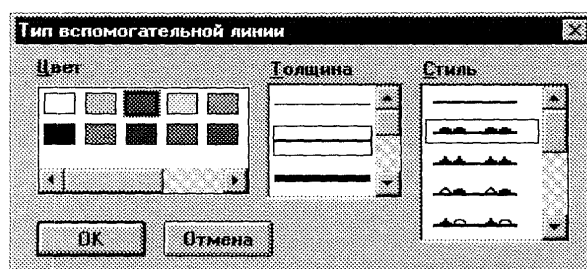 Тип вспомогательной линии
Цвет
Толщина
Стиль
OK
Отмена